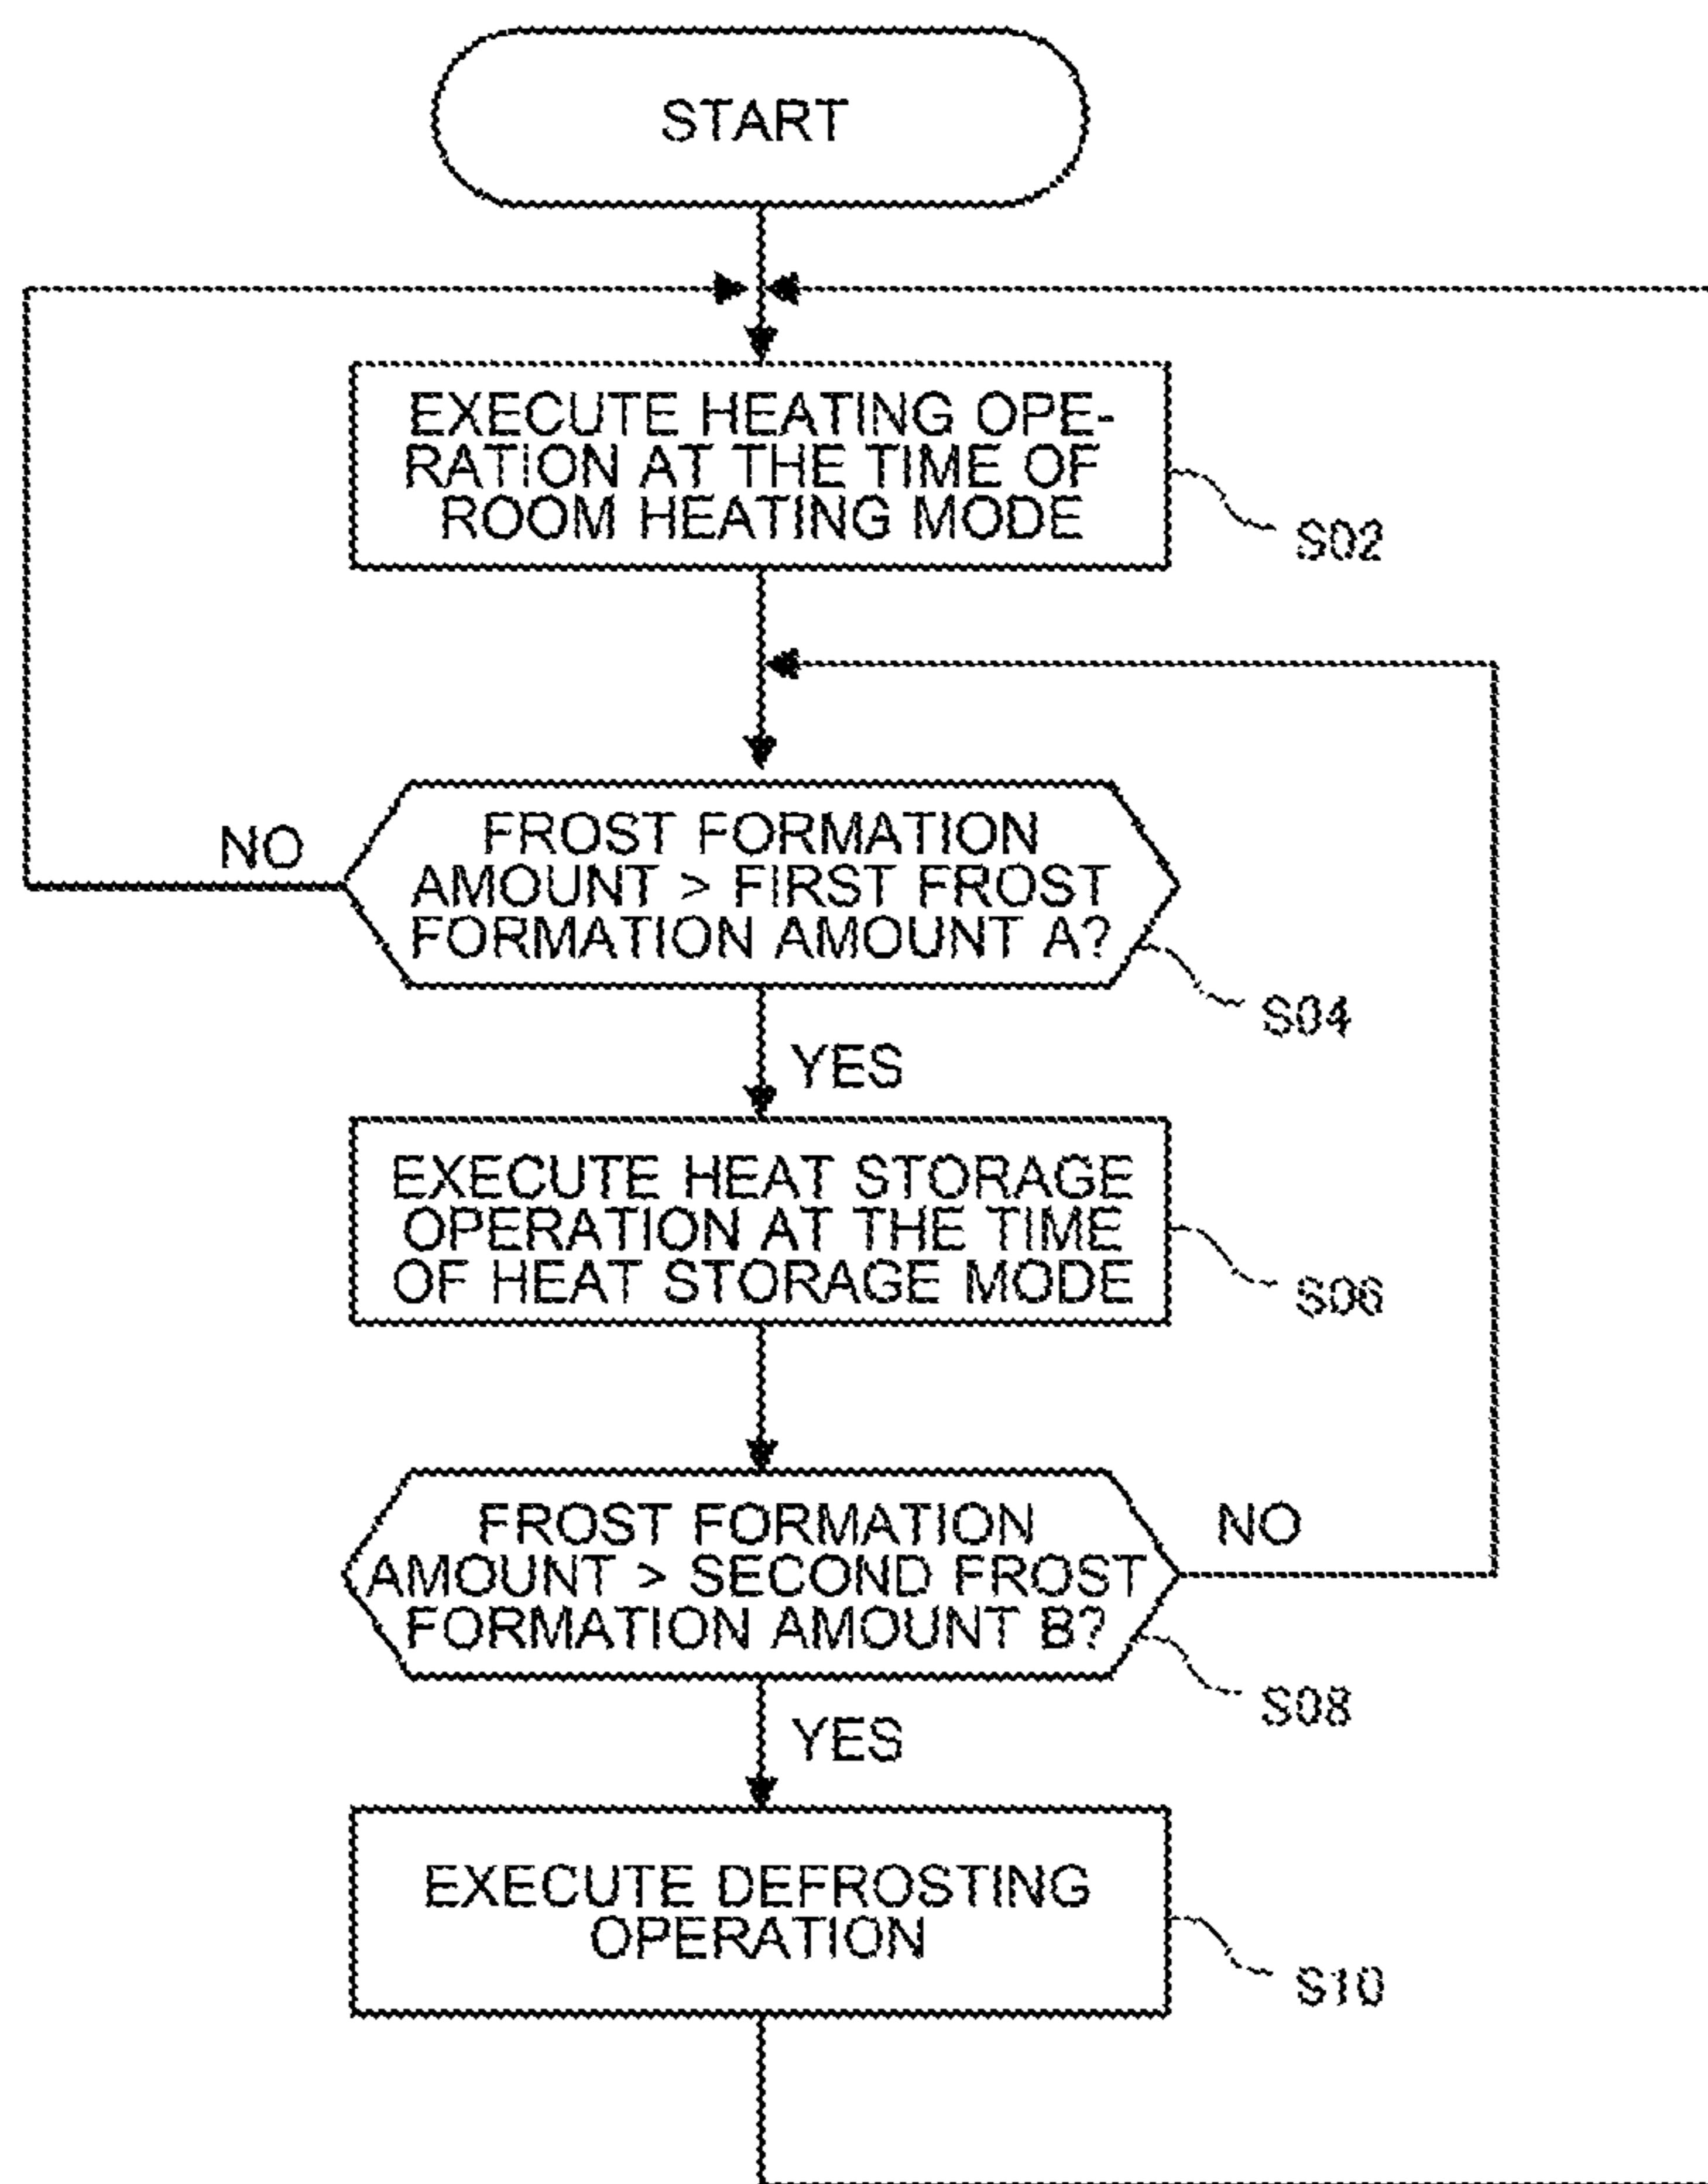 START
EXECUTE HEATING OPE-
RATION AT THE TIME OF
ROOM HEATING MODE
S02
FROST FORMATION
AMOUNT > FIRST FROST
FORMATION AMOUNT A?
NO
S04
YES
EXECUTE HEAT STORAGE
OPERATION AT THE TIME
OF HEAT STORAGE MODE
S06
FROST FORMATION
AMOUNT > SECOND FROST
FORMATION AMOUNT B?
NO
S08
YES
EXECUTE DEFROSTING
OPERATION
S10